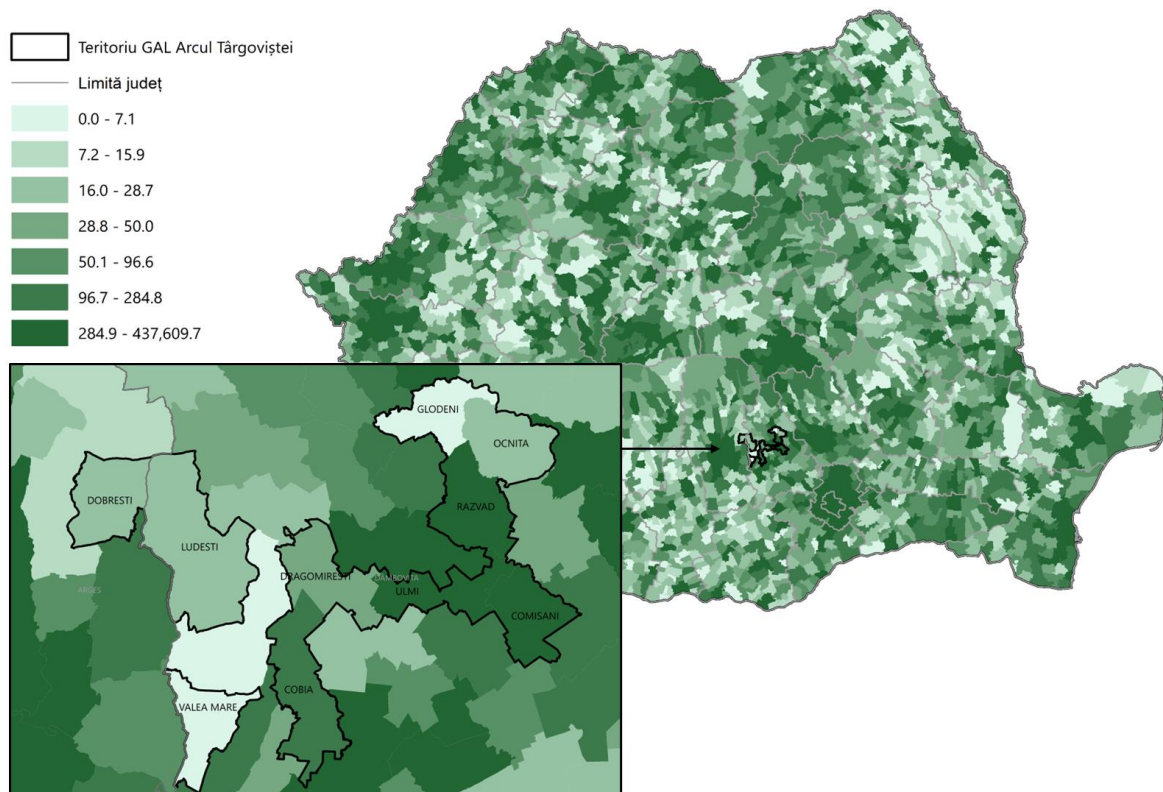 Teritoriu GAL Arcul Târgoviștei
Limită județ
0.0 - 7.1
7.2 - 15.9
16.0 - 28.7
28.8 - 50.0
50.1 - 96.6
96.7 - 284.8
284.9 - 437,609.7
GLODENI
OCNITA
DOBRESTI
RAZVAD
LUDESTI
DRAGOMIRESTI
DAMBOVITA
ARGES
ULMI
COMISANI
COBIA
VALEA MARE